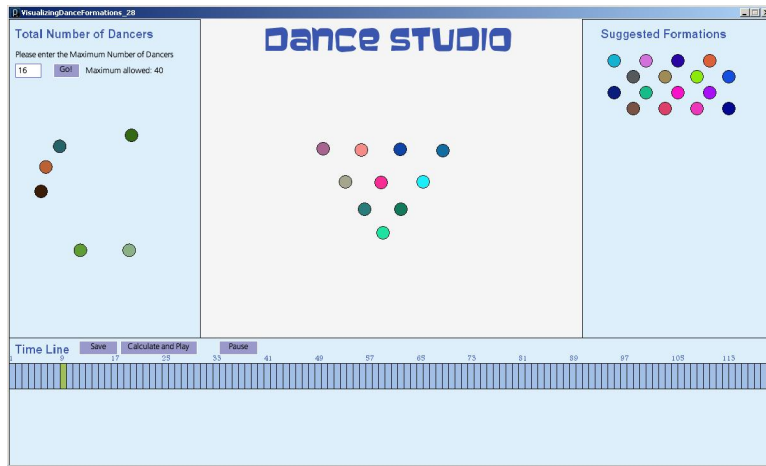 VisualizingDanceFormations_28
Total Number of Dancers
Please enter the Maximum Number of Dancers
16 Go! Maximum allowed: 40
Dance Studio
Suggested Formations
Time Line Save Calculate and Play Pause
1 9 17 25 33 41 49 57 65 73 81 89 97 105 113